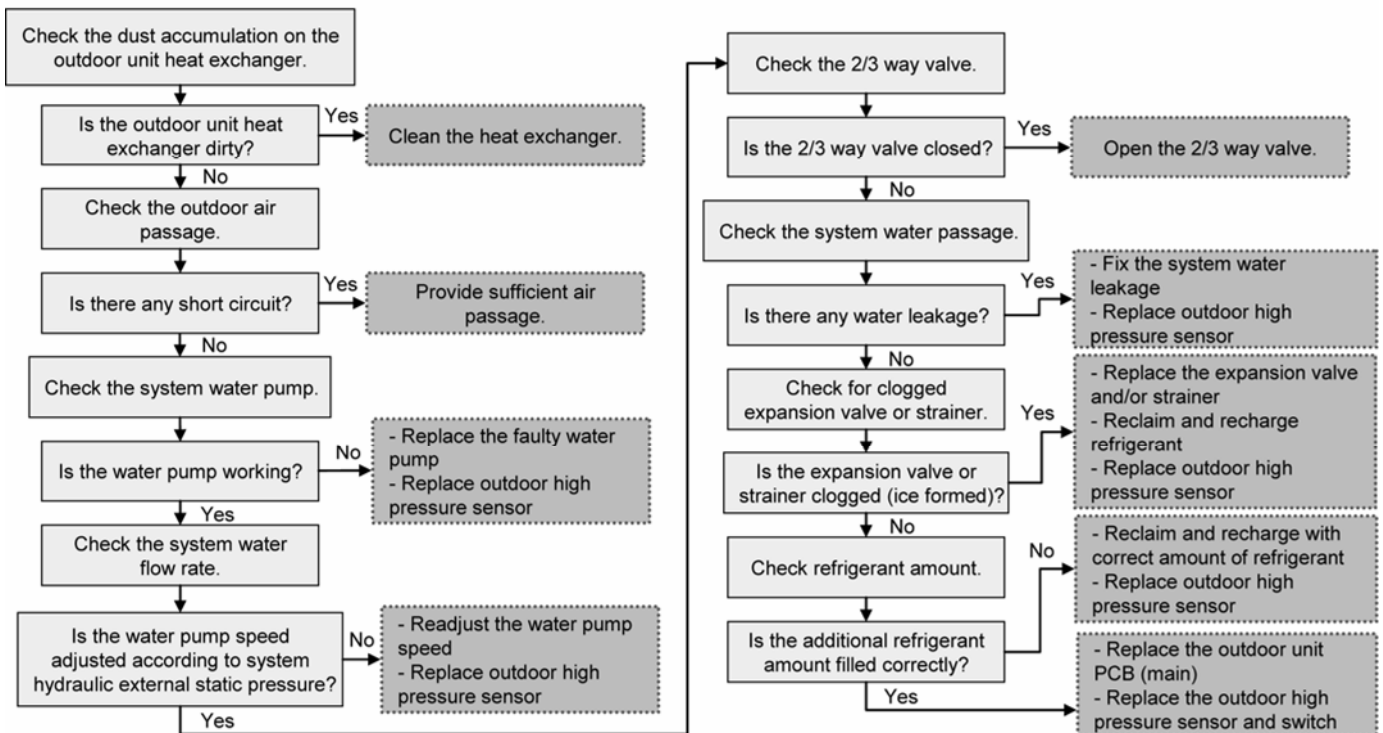 Check the dust accumulation on the
outdoor unit heat exchanger.
Is the outdoor unit heat
exchanger dirty?
Yes
Clean the heat exchanger.
No
Check the outdoor air
passage.
Is there any short circuit?
Yes
Provide sufficient air
passage.
No
Check the system water pump.
Is the water pump working?
No
- Replace the faulty water
pump
- Replace outdoor high
pressure sensor
Yes
Check the system water
flow rate.
Is the water pump speed
adjusted according to system
hydraulic external static pressure?
No
- Readjust the water pump
speed
- Replace outdoor high
pressure sensor
Yes
Check the 2/3 way valve.
Is the 2/3 way valve closed?
Yes
Open the 2/3 way valve.
No
Check the system water passage.
Is there any water leakage?
Yes
- Fix the system water
leakage
- Replace outdoor high
pressure sensor
No
Check for clogged
expansion valve or strainer.
Is the expansion valve or
strainer clogged (ice formed)?
Yes
- Replace the expansion valve
and/or strainer
- Reclaim and recharge
refrigerant
- Replace outdoor high
pressure sensor
No
Check refrigerant amount.
Is the additional refrigerant
amount filled correctly?
No
- Reclaim and recharge with
correct amount of refrigerant
- Replace outdoor high
pressure sensor
Yes
- Replace the outdoor unit
PCB (main)
- Replace the outdoor high
pressure sensor and switch